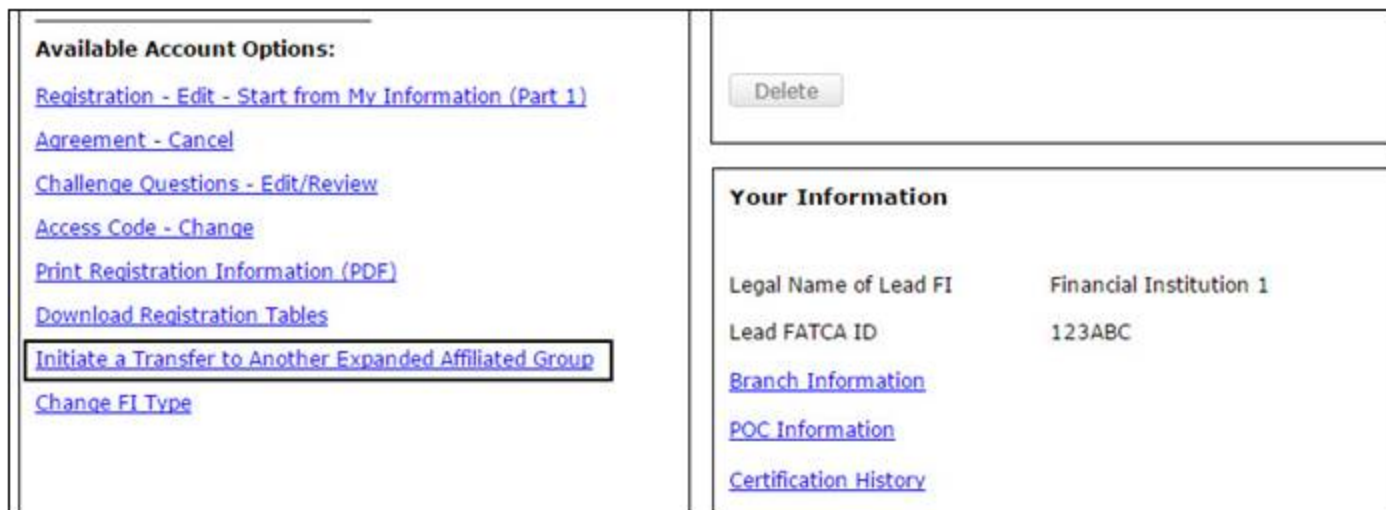 Available Account Options:
Registration - Edit - Start from My Information (Part 1)
Agreement - Cancel
Challenge Questions - Edit/Review
Access Code - Change
Print Registration Information (PDF)
Download Registration Tables
Initiate a Transfer to Another Expanded Affiliated Group
Change FI Type
Delete
Your Information
Legal Name of Lead FI Financial Institution 1
Lead FATCA ID 123ABC
Branch Information
POC Information
Certification History